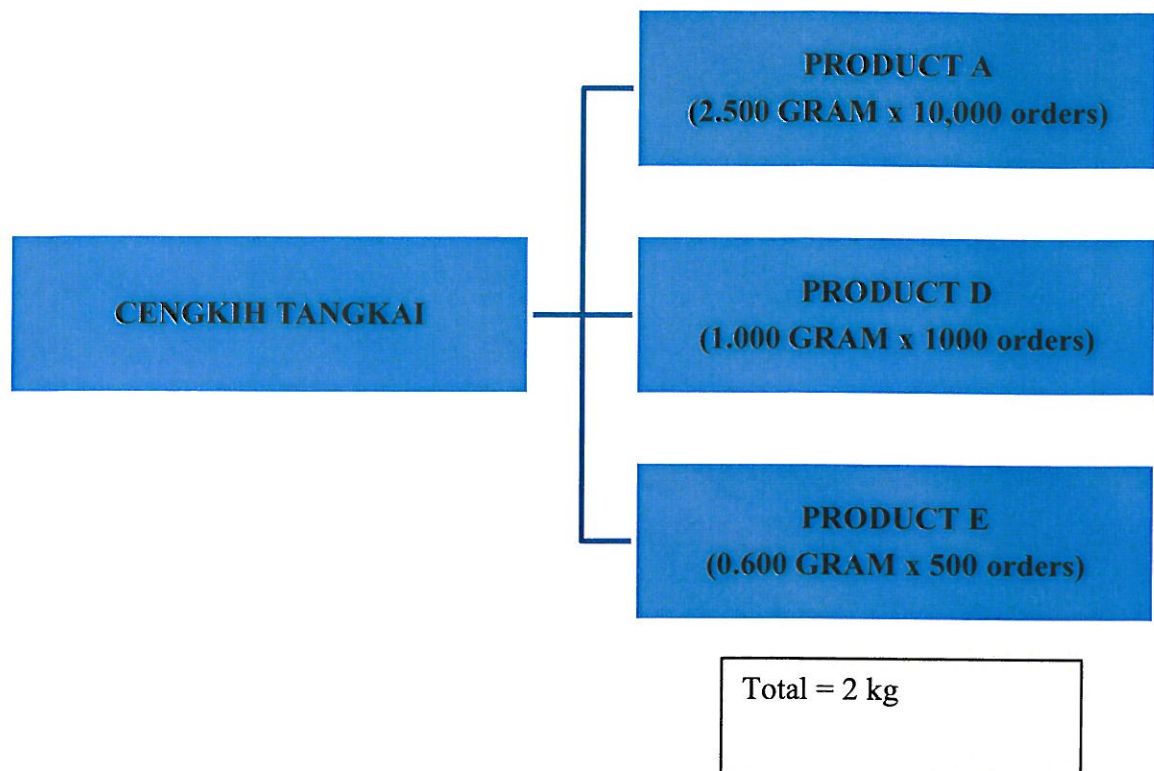 PRODUCT A
(2.500 GRAM x 10,000 orders)
CENGKIH TANGKAI
PRODUCT D
(1.000 GRAM x 1000 orders)
PRODUCT E
(0.600 GRAM x 500 orders)
Total = 2 kg